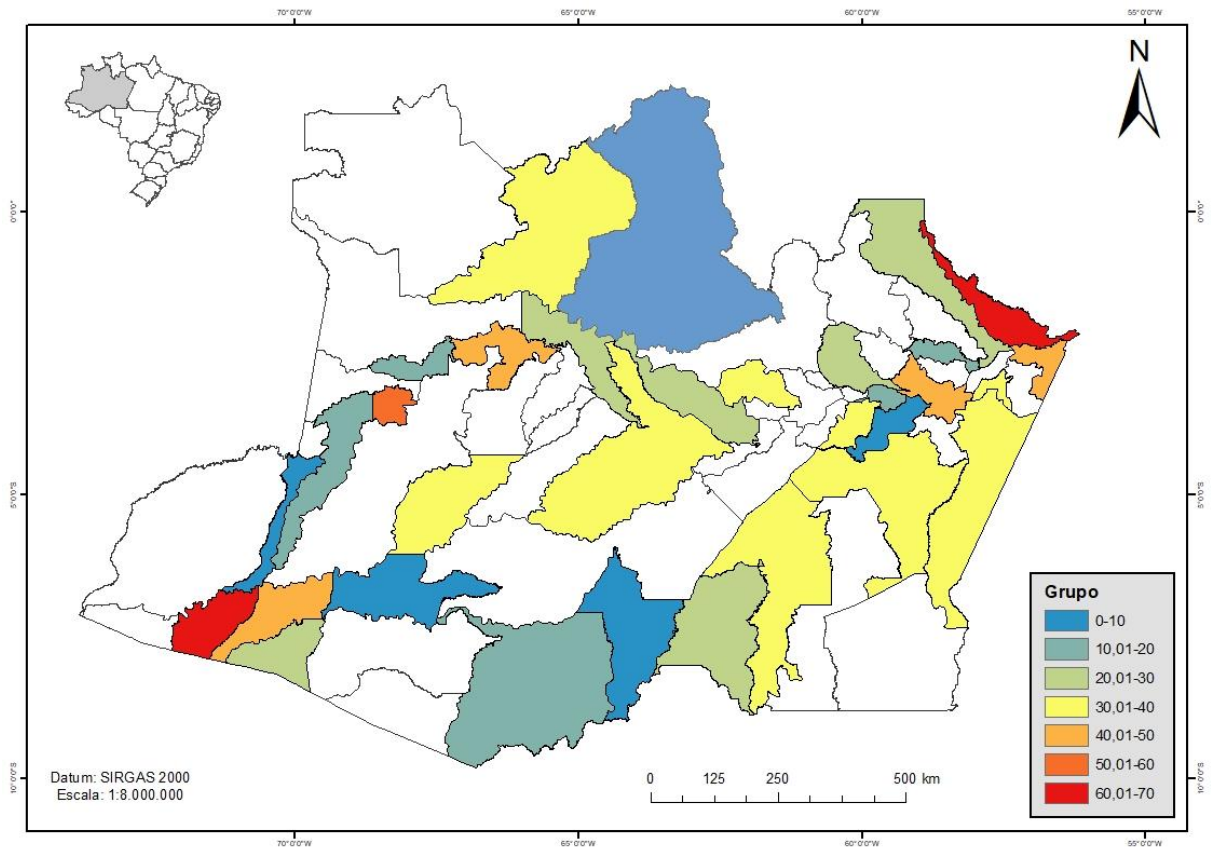 70°0'0"W 65°0'0"W 60°0'0"W 55°0'0"W
N
0°0'0" 0°0'0"
5°0'0"S 5°0'0"S
Grupo
0-10
10,01-20
20,01-30
30,01-40
40,01-50
50,01-60
60,01-70
Datum: SIRGAS 2000
Escala: 1:8.000.000
0 125 250 500 km
10°0'0"S 10°0'0"S
70°0'0"W 65°0'0"W 60°0'0"W 55°0'0"W